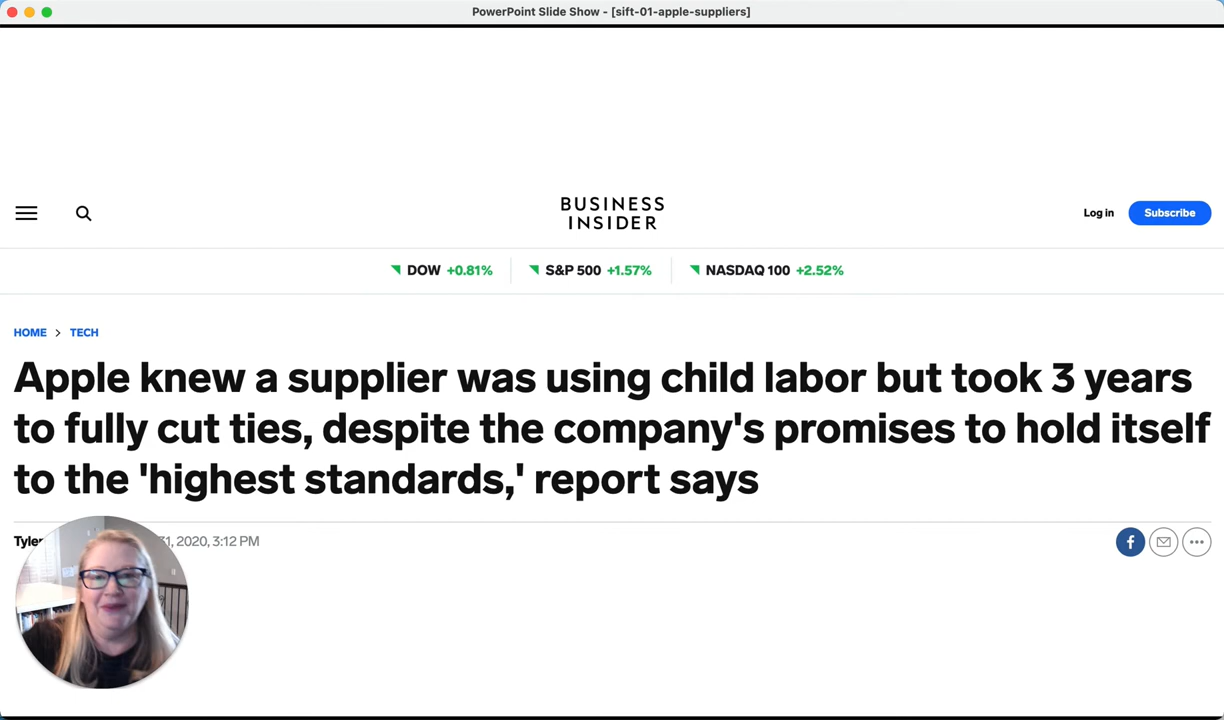 PowerPoint Slide Show - [sift-01-apple-suppliers]
BUSINESS
INSIDER
Log in
Subscribe
DOW +0.81%
S&P 500 +1.57%
NASDAQ 100 +2.52%
HOME > TECH
Apple knew a supplier was using child labor but took 3 years
to fully cut ties, despite the company's promises to hold itself
to the 'highest standards,' report says
31, 2020, 3:12 PM